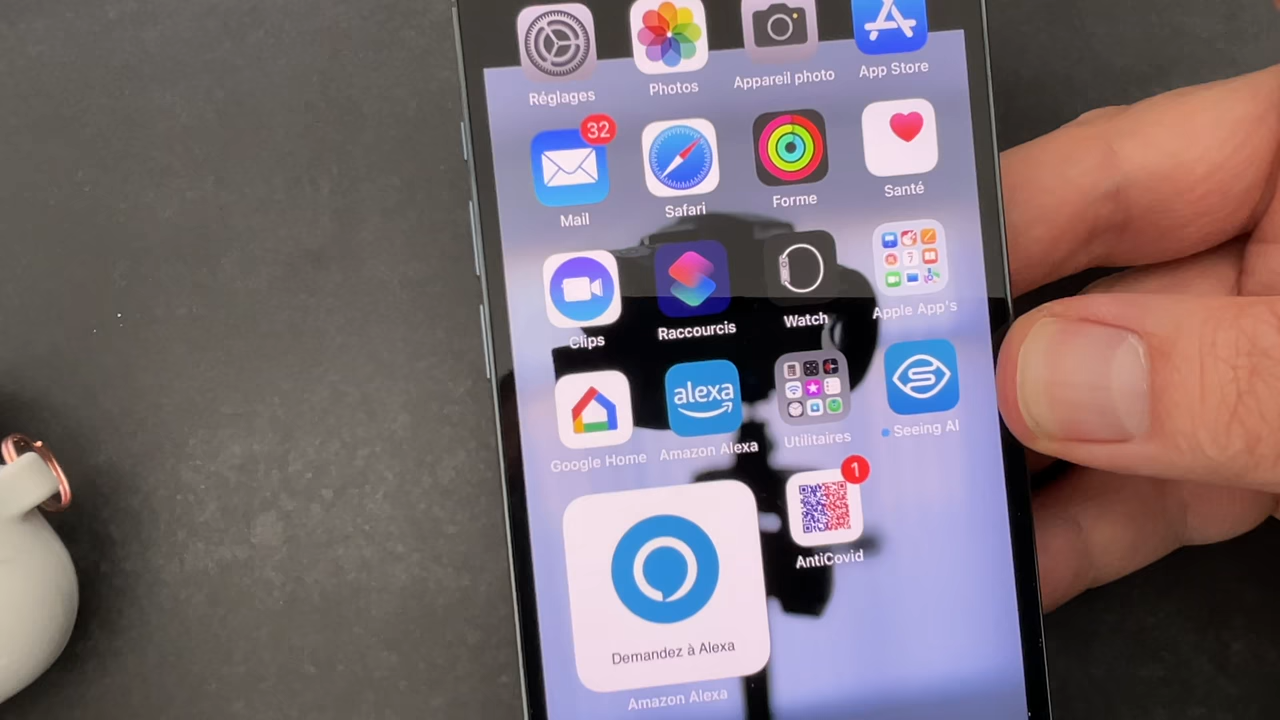 Réglages
Photos
Appareil photo
App Store
32
Mail
Safari
Forme
Santé
Clips
Raccourcis
Watch
Apple App's
alexa
Google Home
Amazon Alexa
Utilitaires
Seeing AI
1
AntiCovid
Demandez à Alexa
Amazon Alexa